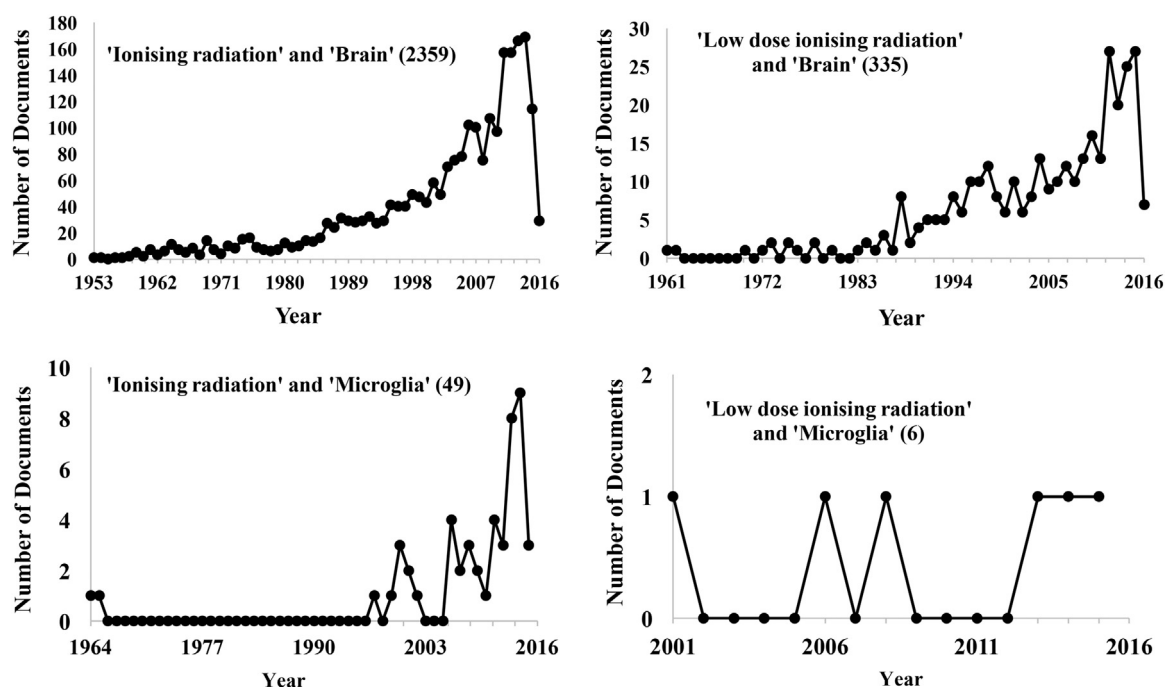 Number of Documents
'Ionising radiation' and 'Brain' (2359)
180
160
140
120
100
80
60
40
20
0
1953 1962 1971 1980 1989 1998 2007 2016
Year
Number of Documents
'Low dose ionising radiation'
and 'Brain' (335)
30
25
20
15
10
5
0
1961 1972 1983 1994 2005 2016
Year
Number of Documents
'Ionising radiation' and 'Microglia' (49)
10
8
6
4
2
0
1964 1977 1990 2003 2016
Year
Number of Documents
'Low dose ionising radiation'
and 'Microglia' (6)
2
1
0
2001 2006 2011 2016
Year